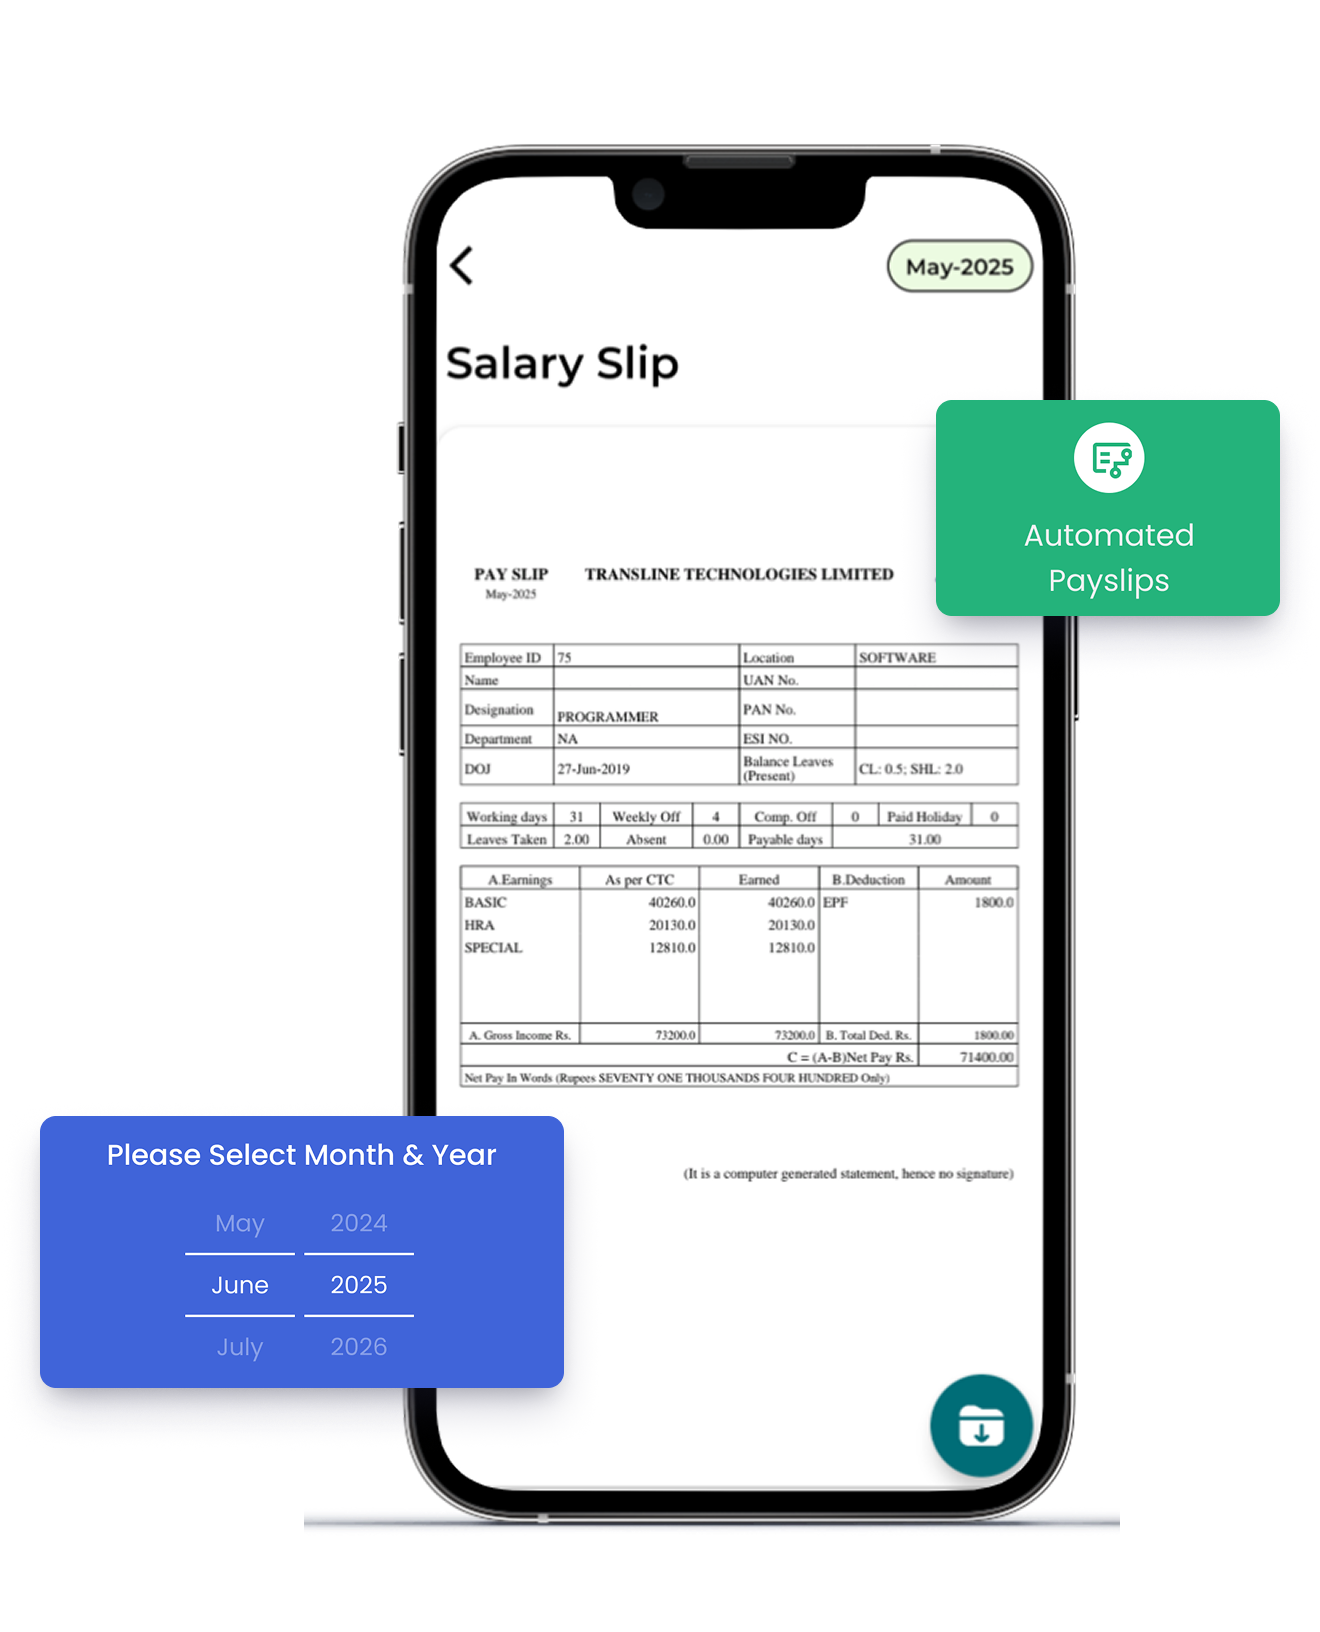 May-2025
Salary Slip
Automated
Payslips
PAY SLIP TRANSLINE TECHNOLOGIES LIMITED
May-2025
Employee ID 75 Location SOFTWARE
Name UAN No.
Designation PROGRAMMER PAN No.
Department NA ESI NO.
DOJ 27-Jun-2019 Balance Leaves (Present) CL: 0.5; SHL: 2.0
Working days 31 Weekly Off 4 Comp. Off 0 Paid Holiday 0
Leaves Taken 2.00 Absent 0.00 Payable days 31.00
A.Earnings As per CTC Earned B.Deduction Amount
BASIC 40260.0 40260.0 EPF 1800.0
HRA 20130.0 20130.0
SPECIAL 12810.0 12810.0
A. Gross Income Rs. 73200.0 73200.0 B. Total Ded. Rs. 1800.00
C = (A-B)Net Pay Rs. 71400.00
Net Pay In Words (Rupees SEVENTY ONE THOUSANDS FOUR HUNDRED Only)
(It is a computer generated statement, hence no signature)
Please Select Month & Year
May 2024
June 2025
July 2026